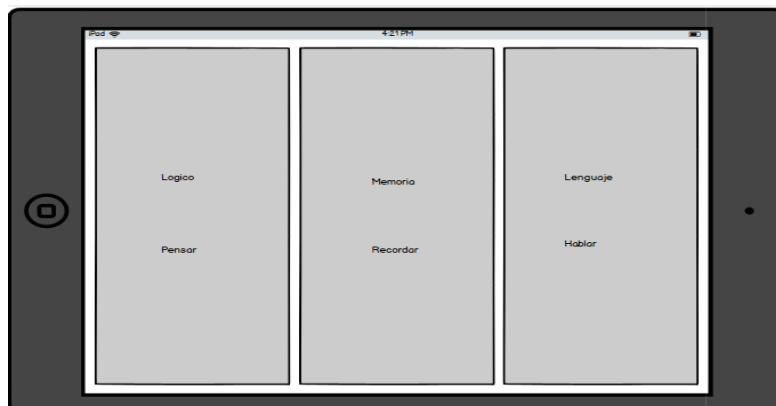 iPad
4:21 PM
Logico
Pensar
Memoria
Recordar
Lenguaje
Hablar